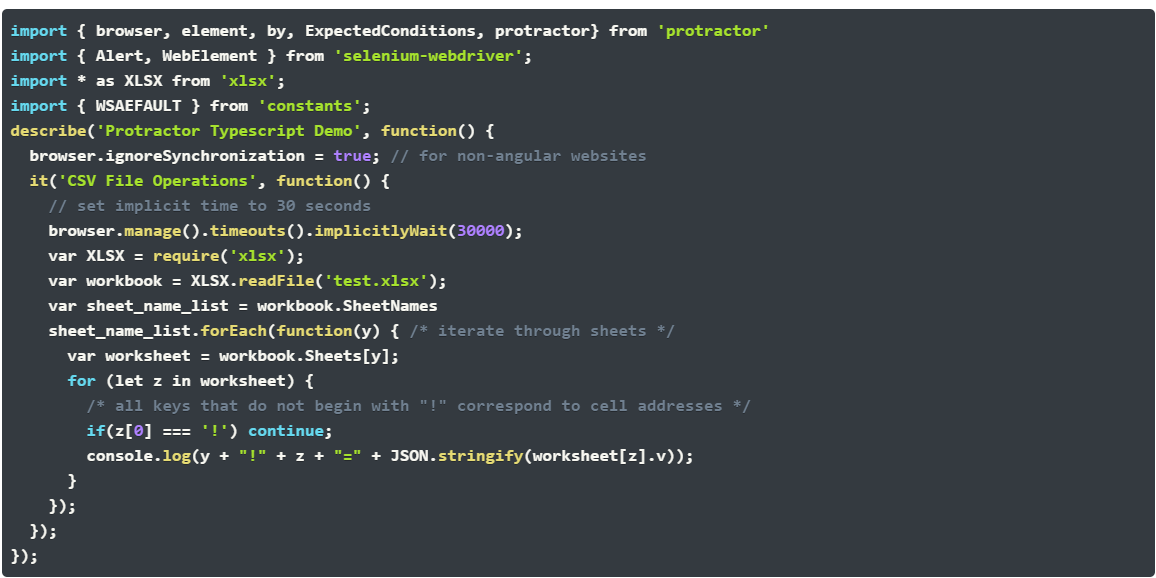 import { browser, element, by, ExpectedConditions, protractor} from 'protractor'
import { Alert, WebElement } from 'selenium-webdriver';
import * as XLSX from 'xlsx';
import { WSAEFAULT } from 'constants';
describe('Protractor Typescript Demo', function() {
  browser.ignoreSynchronization = true; // for non-angular websites
  it('CSV File Operations', function() {
    // set implicit time to 30 seconds
    browser.manage().timeouts().implicitlyWait(30000);
    var XLSX = require('xlsx');
    var workbook = XLSX.readFile('test.xlsx');
    var sheet_name_list = workbook.SheetNames
    sheet_name_list.forEach(function(y) { /* iterate through sheets */
      var worksheet = workbook.Sheets[y];
      for (let z in worksheet) {
        /* all keys that do not begin with "!" correspond to cell addresses */
        if(z[0] === '!') continue;
        console.log(y + "!" + z + "=" + JSON.stringify(worksheet[z].v));
      }
    });
  });
});